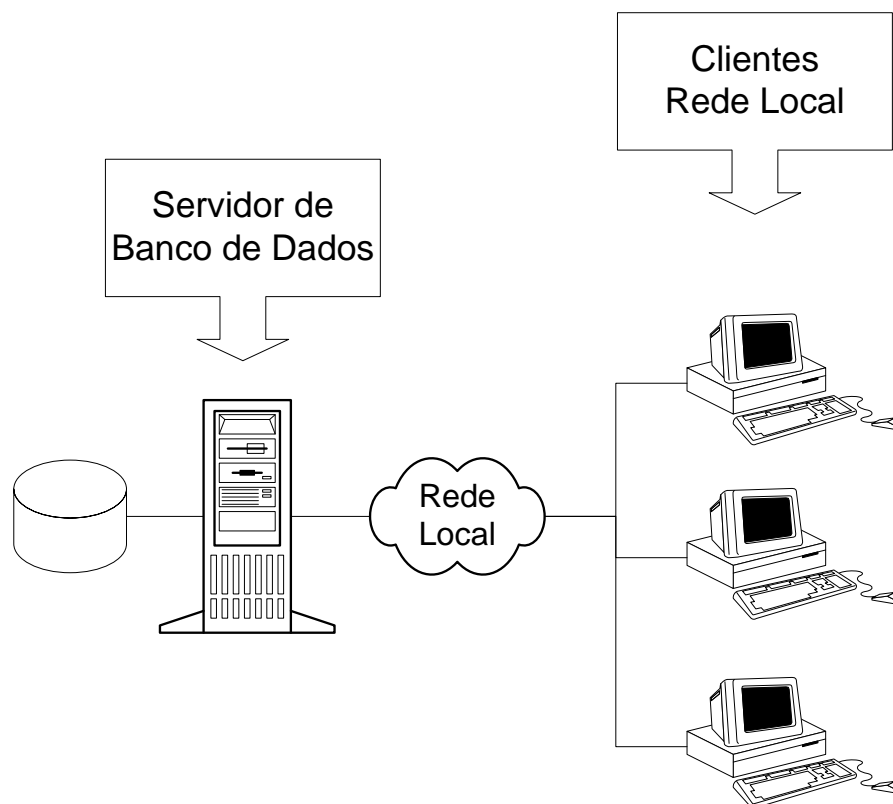 Clientes
Rede Local
Servidor de
Banco de Dados
Rede
Local